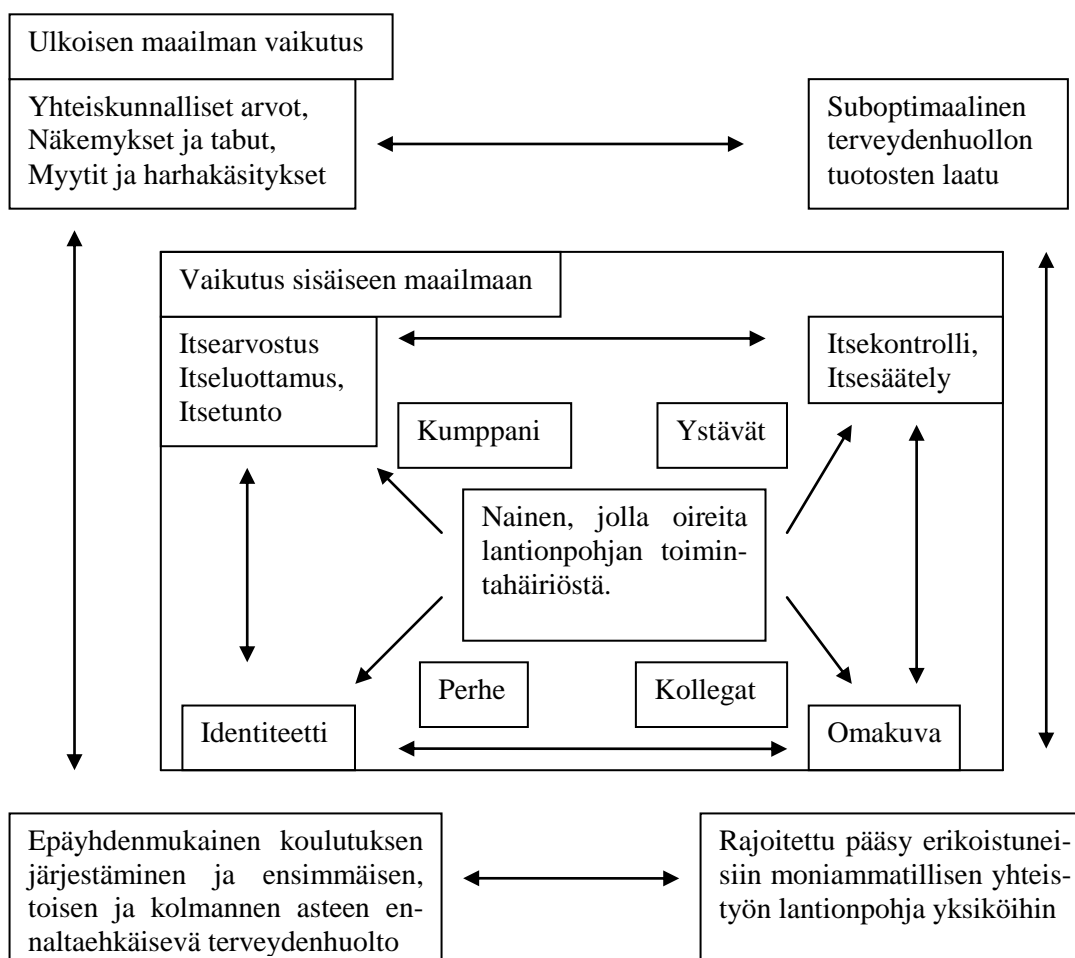 Ulkoisen maailman vaikutus
Yhteiskunnalliset arvot,
Näkemykset ja tabut,
Myytit ja harhakäsitykset
Suboptimaalinen
terveydenhuollon
tuotosten laatu
Vaikutus sisäiseen maailmaan
Itsearvostus
Itseluottamus,
Itsetunto
Itsekontrolli,
Itsesäätely
Kumppani
Ystävät
Nainen, jolla oireita
lantionpohjan toimin-
tahäiriöstä.
Perhe
Kollegat
Identiteetti
Omakuva
Epäyhdenmukainen koulutuksen
järjestäminen ja ensimmäisen,
toisen ja kolmannen asteen en-
naltaehkäisevä terveydenhuolto
Rajoitettu pääsy erikoistunei-
siin moniammatillisen yhteis-
työn lantionpohja yksiköihin